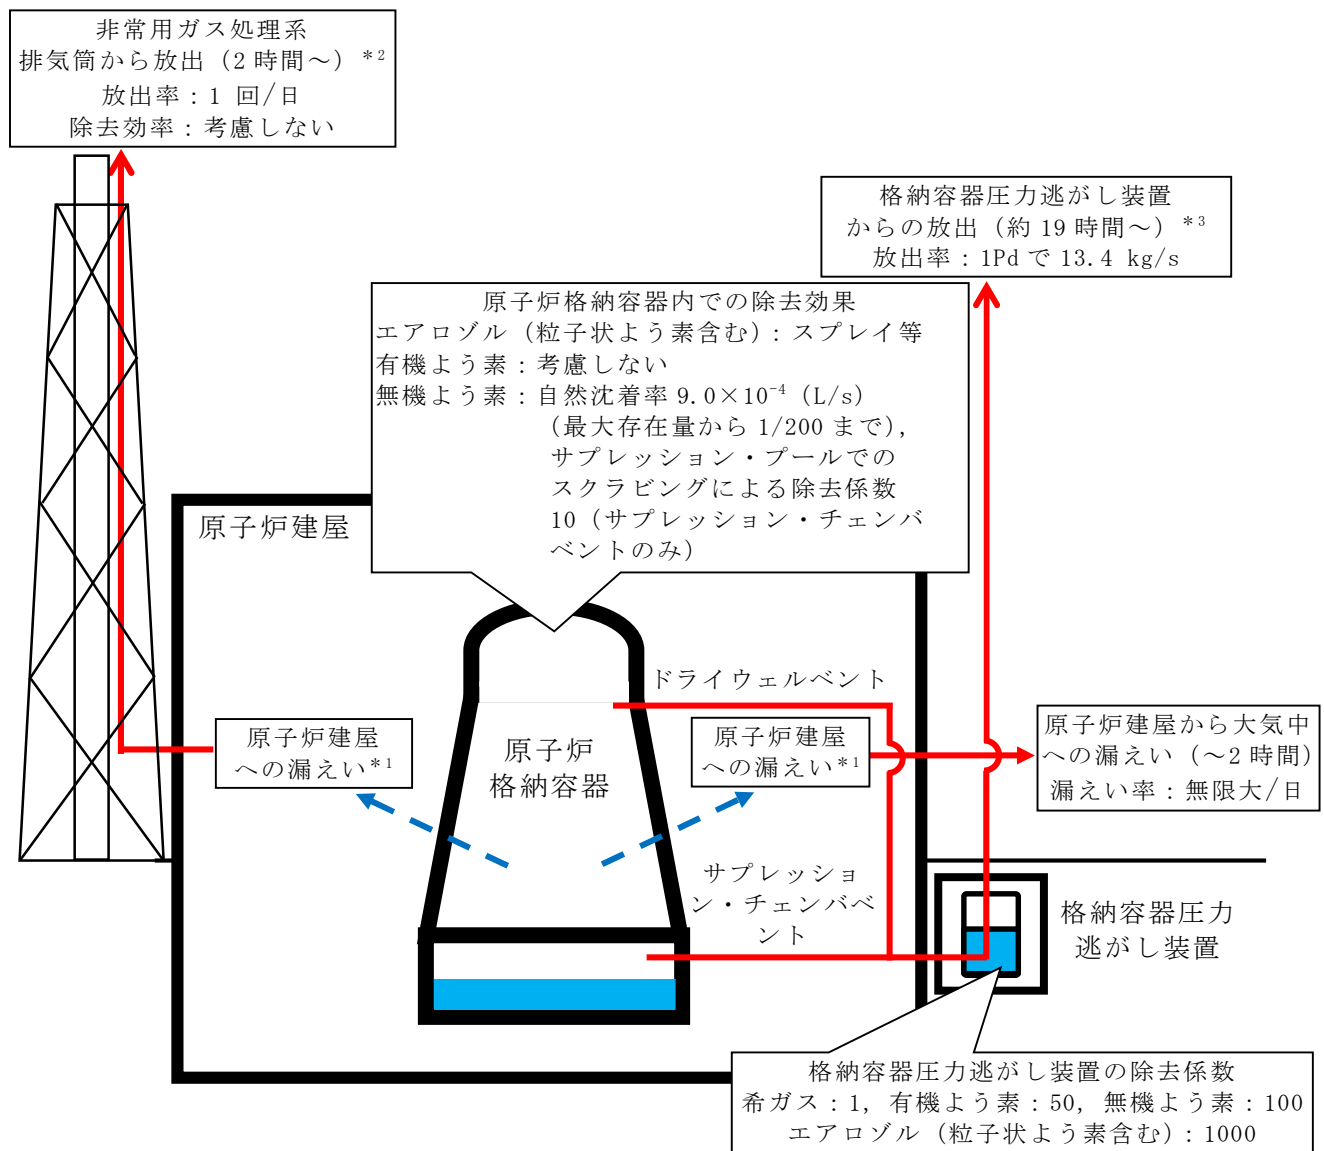 非常用ガス処理系
排気筒から放出（2時間～）*2
放出率：1 回/日
除去効率：考慮しない
格納容器圧力逃がし装置
からの放出（約19時間～）*3
放出率：1Pdで13.4 kg/s
原子炉格納容器内での除去効果
エアロゾル（粒子状よう素含む）：スプレイ等
有機よう素：考慮しない
無機よう素：自然沈着率9.0×10⁻⁴（L/s）
（最大存在量から1/200まで），
サプレッション・プールでの
スクラビングによる除去係数
10（サプレッション・チェンバ
ベントのみ）
原子炉建屋
ドライウェルベント
原子炉建屋
への漏えい*1
原子炉
格納容器
原子炉建屋
への漏えい*1
原子炉建屋から大気中
への漏えい（～2時間）
漏えい率：無限大/日
サプレッショ
ン・チェンバベ
ント
格納容器圧力
逃がし装置
格納容器圧力逃がし装置の除去係数
希ガス：1，有機よう素：50，無機よう素：100
エアロゾル（粒子状よう素含む）：1000